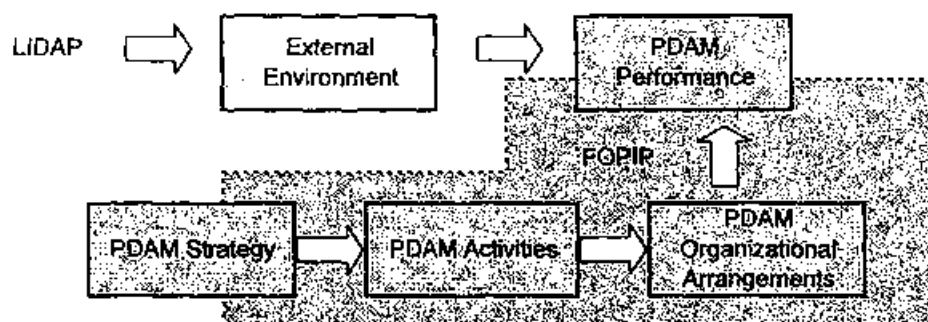 LiDAP
External
Environment
PDAM
Performance
FOPIP
PDAM Strategy
PDAM Activities
PDAM
Organizational
Arrangements